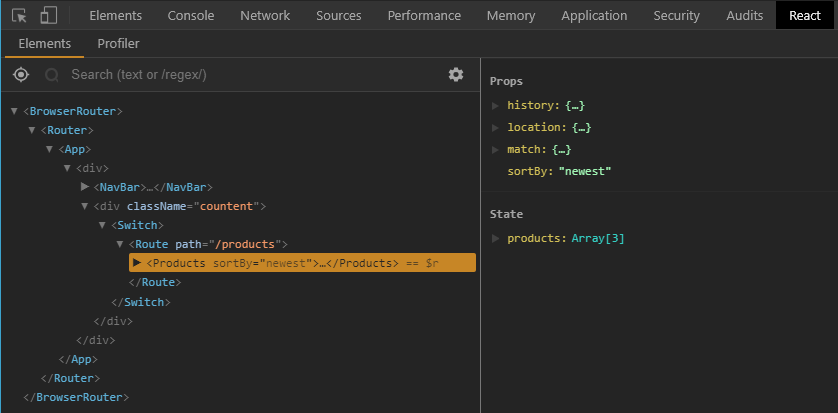 Elements Console Network Sources Performance Memory Application Security Audits React
Elements Profiler
Search (text or /regex/)
<BrowserRouter>
<Router>
<App>
<div>
<NavBar>…</NavBar>
<div className="countent">
<Switch>
<Route path="/products">
<Products sortBy="newest">…</Products> == $r
</Route>
</Switch>
</div>
</div>
</App>
</Router>
</BrowserRouter>
Props
history: {…}
location: {…}
match: {…}
sortBy: "newest"
State
products: Array[3]